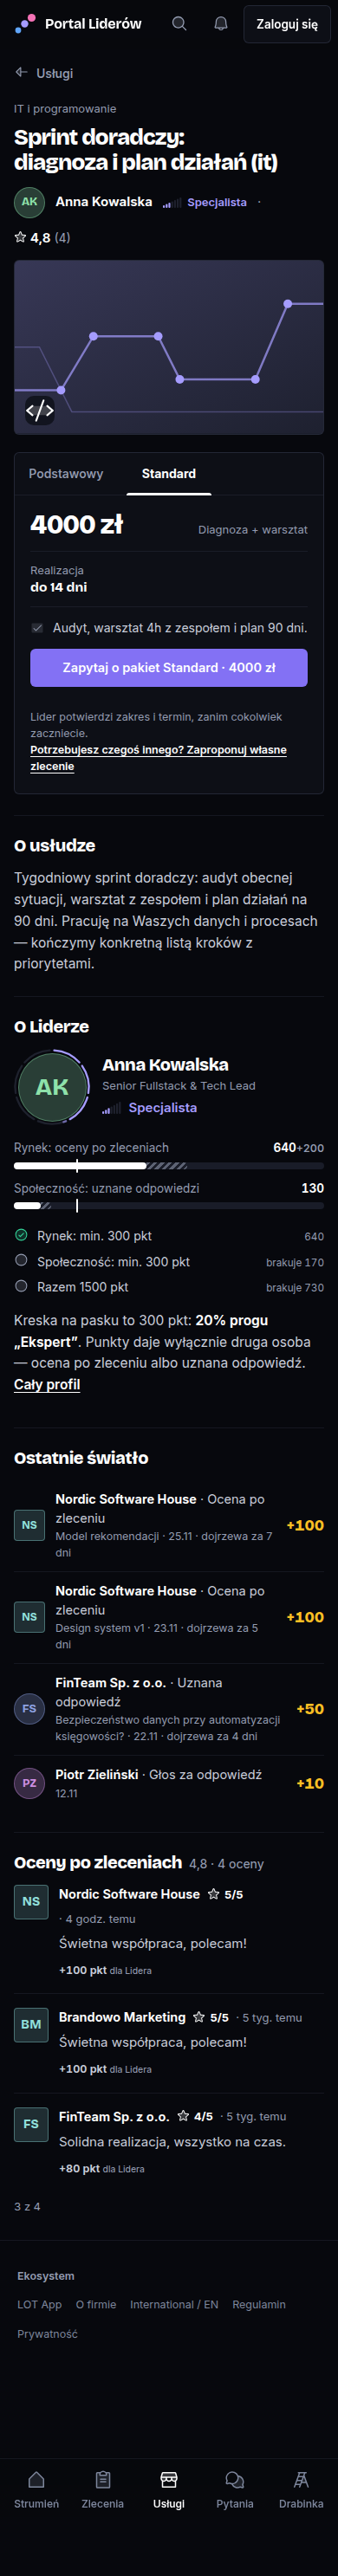 Portal Liderów
Zaloguj się
Usługi
IT i programowanie
Sprint doradczy:
diagnoza i plan działań (it)
AK
Anna Kowalska
Specjalista ·
4,8 (4)
</>
Podstawowy
Standard
4000 zł
Diagnoza + warsztat
Realizacja
do 14 dni
Audyt, warsztat 4h z zespołem i plan 90 dni.
Zapytaj o pakiet Standard · 4000 zł
Lider potwierdzi zakres i termin, zanim cokolwiek
zaczniecie.
Potrzebujesz czegoś innego? Zaproponuj własne
zlecenie
O usłudze
Tygodniowy sprint doradczy: audyt obecnej
sytuacji, warsztat z zespołem i plan działań na
90 dni. Pracuję na Waszych danych i procesach
— kończymy konkretną listą kroków z
priorytetami.
O Liderze
AK
Anna Kowalska
Senior Fullstack & Tech Lead
Specjalista
Rynek: oceny po zleceniach
640+200
Społeczność: uznane odpowiedzi
130
Rynek: min. 300 pkt
640
Społeczność: min. 300 pkt
brakuje 170
Razem 1500 pkt
brakuje 730
Kreska na pasku to 300 pkt: 20% progu
„Ekspert”. Punkty daje wyłącznie druga osoba
— ocena po zleceniu albo uznana odpowiedź.
Cały profil
Ostatnie światło
NS
Nordic Software House · Ocena po
zleceniu
Model rekomendacji · 25.11 · dojrzewa za 7
dni
+100
NS
Nordic Software House · Ocena po
zleceniu
Design system v1 · 23.11 · dojrzewa za 5
dni
+100
FS
FinTeam Sp. z o.o. · Uznana
odpowiedź
Bezpieczeństwo danych przy automatyzacji
księgowości? · 22.11 · dojrzewa za 4 dni
+50
PZ
Piotr Zieliński · Głos za odpowiedź
12.11
+10
Oceny po zleceniach 4,8 · 4 oceny
NS
Nordic Software House 5/5
· 4 godz. temu
Świetna współpraca, polecam!
+100 pkt dla Lidera
BM
Brandowo Marketing 5/5 · 5 tyg. temu
Świetna współpraca, polecam!
+100 pkt dla Lidera
FS
FinTeam Sp. z o.o. 4/5 · 5 tyg. temu
Solidna realizacja, wszystko na czas.
+80 pkt dla Lidera
3 z 4
Ekosystem
LOT App O firmie International / EN Regulamin
Prywatność
Strumień Zlecenia Usługi Pytania Drabinka